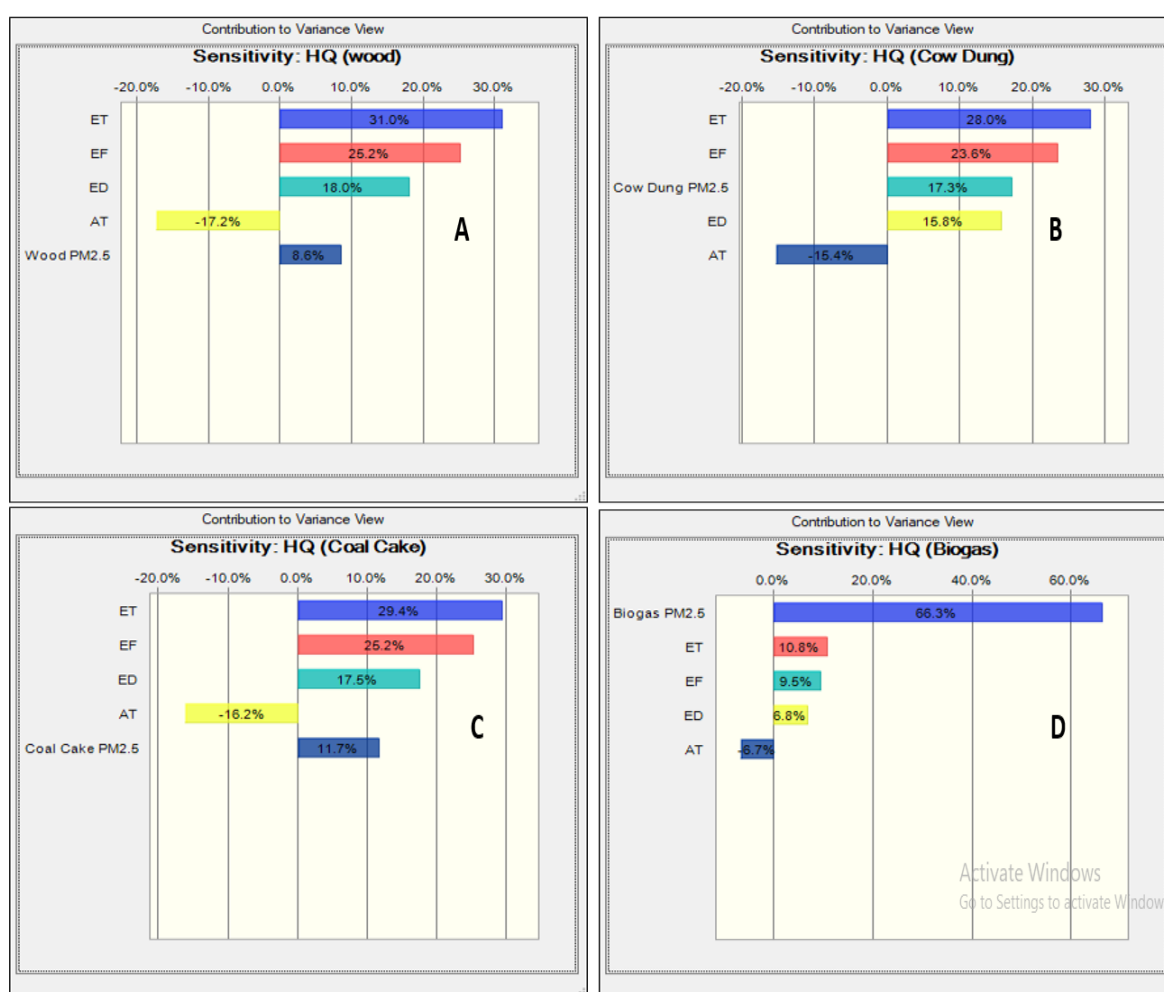 Contribution to Variance View
Sensitivity: HQ (wood)
-20.0% -10.0% 0.0% 10.0% 20.0% 30.0%
ET 31.0%
EF 25.2%
ED 18.0%
AT -17.2%
Wood PM2.5 8.6%
A
Contribution to Variance View
Sensitivity: HQ (Cow Dung)
-20.0% -10.0% 0.0% 10.0% 20.0% 30.0%
ET 28.0%
EF 23.6%
Cow Dung PM2.5 17.3%
ED 15.8%
AT -15.4%
B
Contribution to Variance View
Sensitivity: HQ (Coal Cake)
-20.0% -10.0% 0.0% 10.0% 20.0% 30.0%
ET 29.4%
EF 25.2%
ED 17.5%
AT -16.2%
Coal Cake PM2.5 11.7%
C
Contribution to Variance View
Sensitivity: HQ (Biogas)
0.0% 20.0% 40.0% 60.0%
Biogas PM2.5 66.3%
ET 10.8%
EF 9.5%
ED 6.8%
AT -6.7%
D
Activate Windows
Go to Settings to activate Window